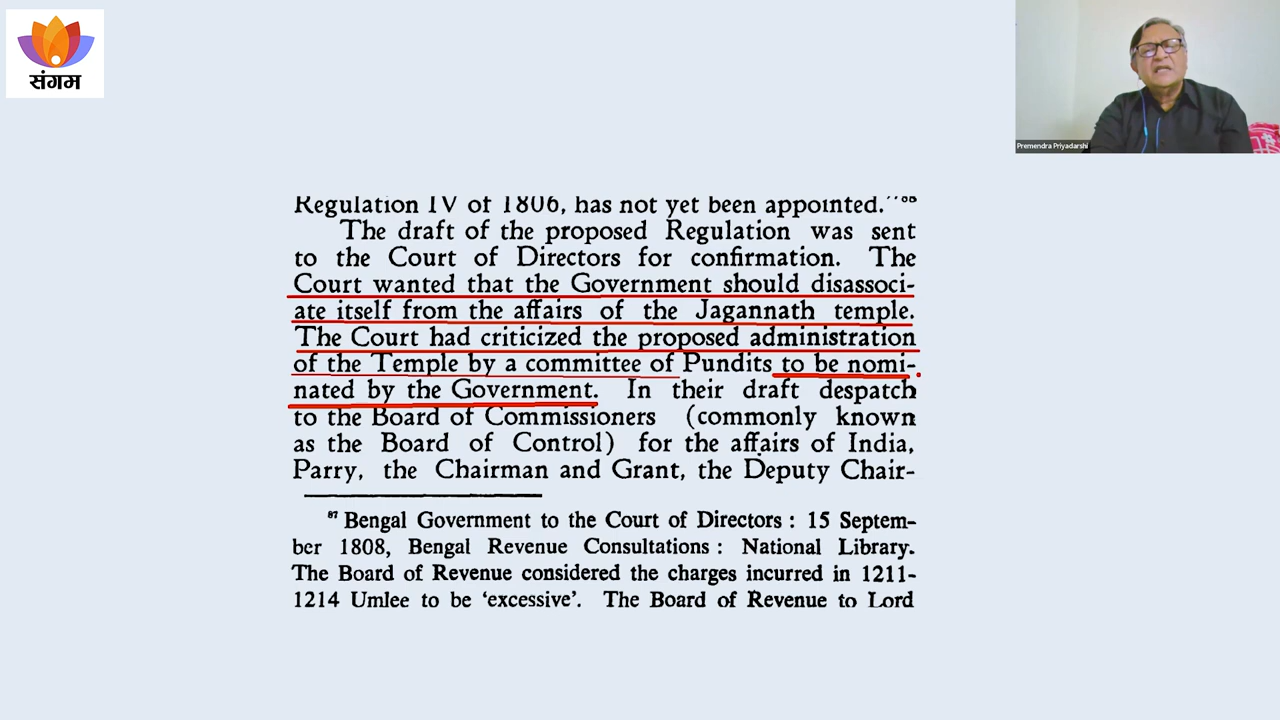 संगम
Premendra Priyadarshi
Regulation IV of 1806, has not yet been appointed."⁸⁸
The draft of the proposed Regulation was sent
to the Court of Directors for confirmation. The
Court wanted that the Government should disassoci-
ate itself from the affairs of the Jagannath temple.
The Court had criticized the proposed administration
of the Temple by a committee of Pundits to be nomi-
nated by the Government. In their draft despatch
to the Board of Commissioners (commonly known
as the Board of Control) for the affairs of India,
Parry, the Chairman and Grant, the Deputy Chair-
⁸⁷ Bengal Government to the Court of Directors : 15 Septem-
ber 1808, Bengal Revenue Consultations : National Library.
The Board of Revenue considered the charges incurred in 1211-
1214 Umlee to be ‘excessive’. The Board of Revenue to Lord